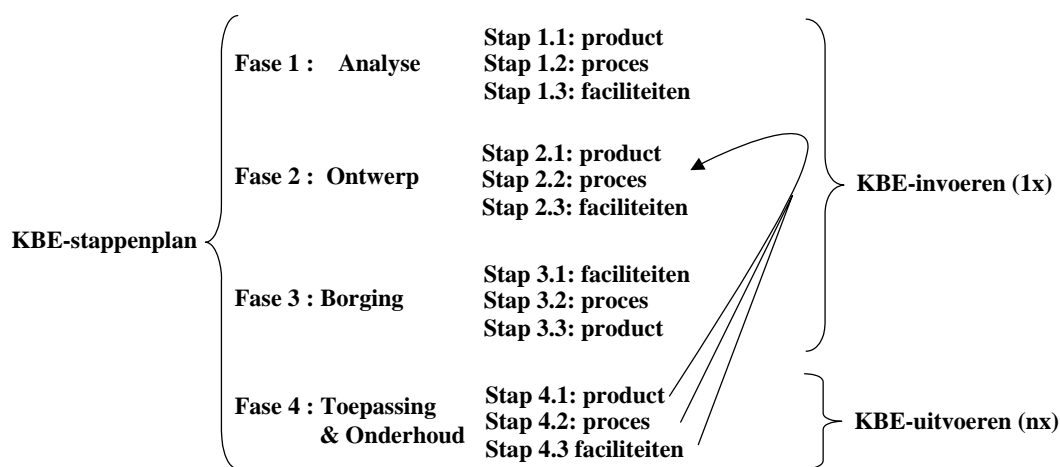 KBE-stappenplan
Fase 1 : Analyse
Stap 1.1: product
Stap 1.2: proces
Stap 1.3: faciliteiten
Fase 2 : Ontwerp
Stap 2.1: product
Stap 2.2: proces
Stap 2.3: faciliteiten
Fase 3 : Borging
Stap 3.1: faciliteiten
Stap 3.2: proces
Stap 3.3: product
Fase 4 : Toepassing
& Onderhoud
Stap 4.1: product
Stap 4.2: proces
Stap 4.3 faciliteiten
KBE-invoeren (1x)
KBE-uitvoeren (nx)